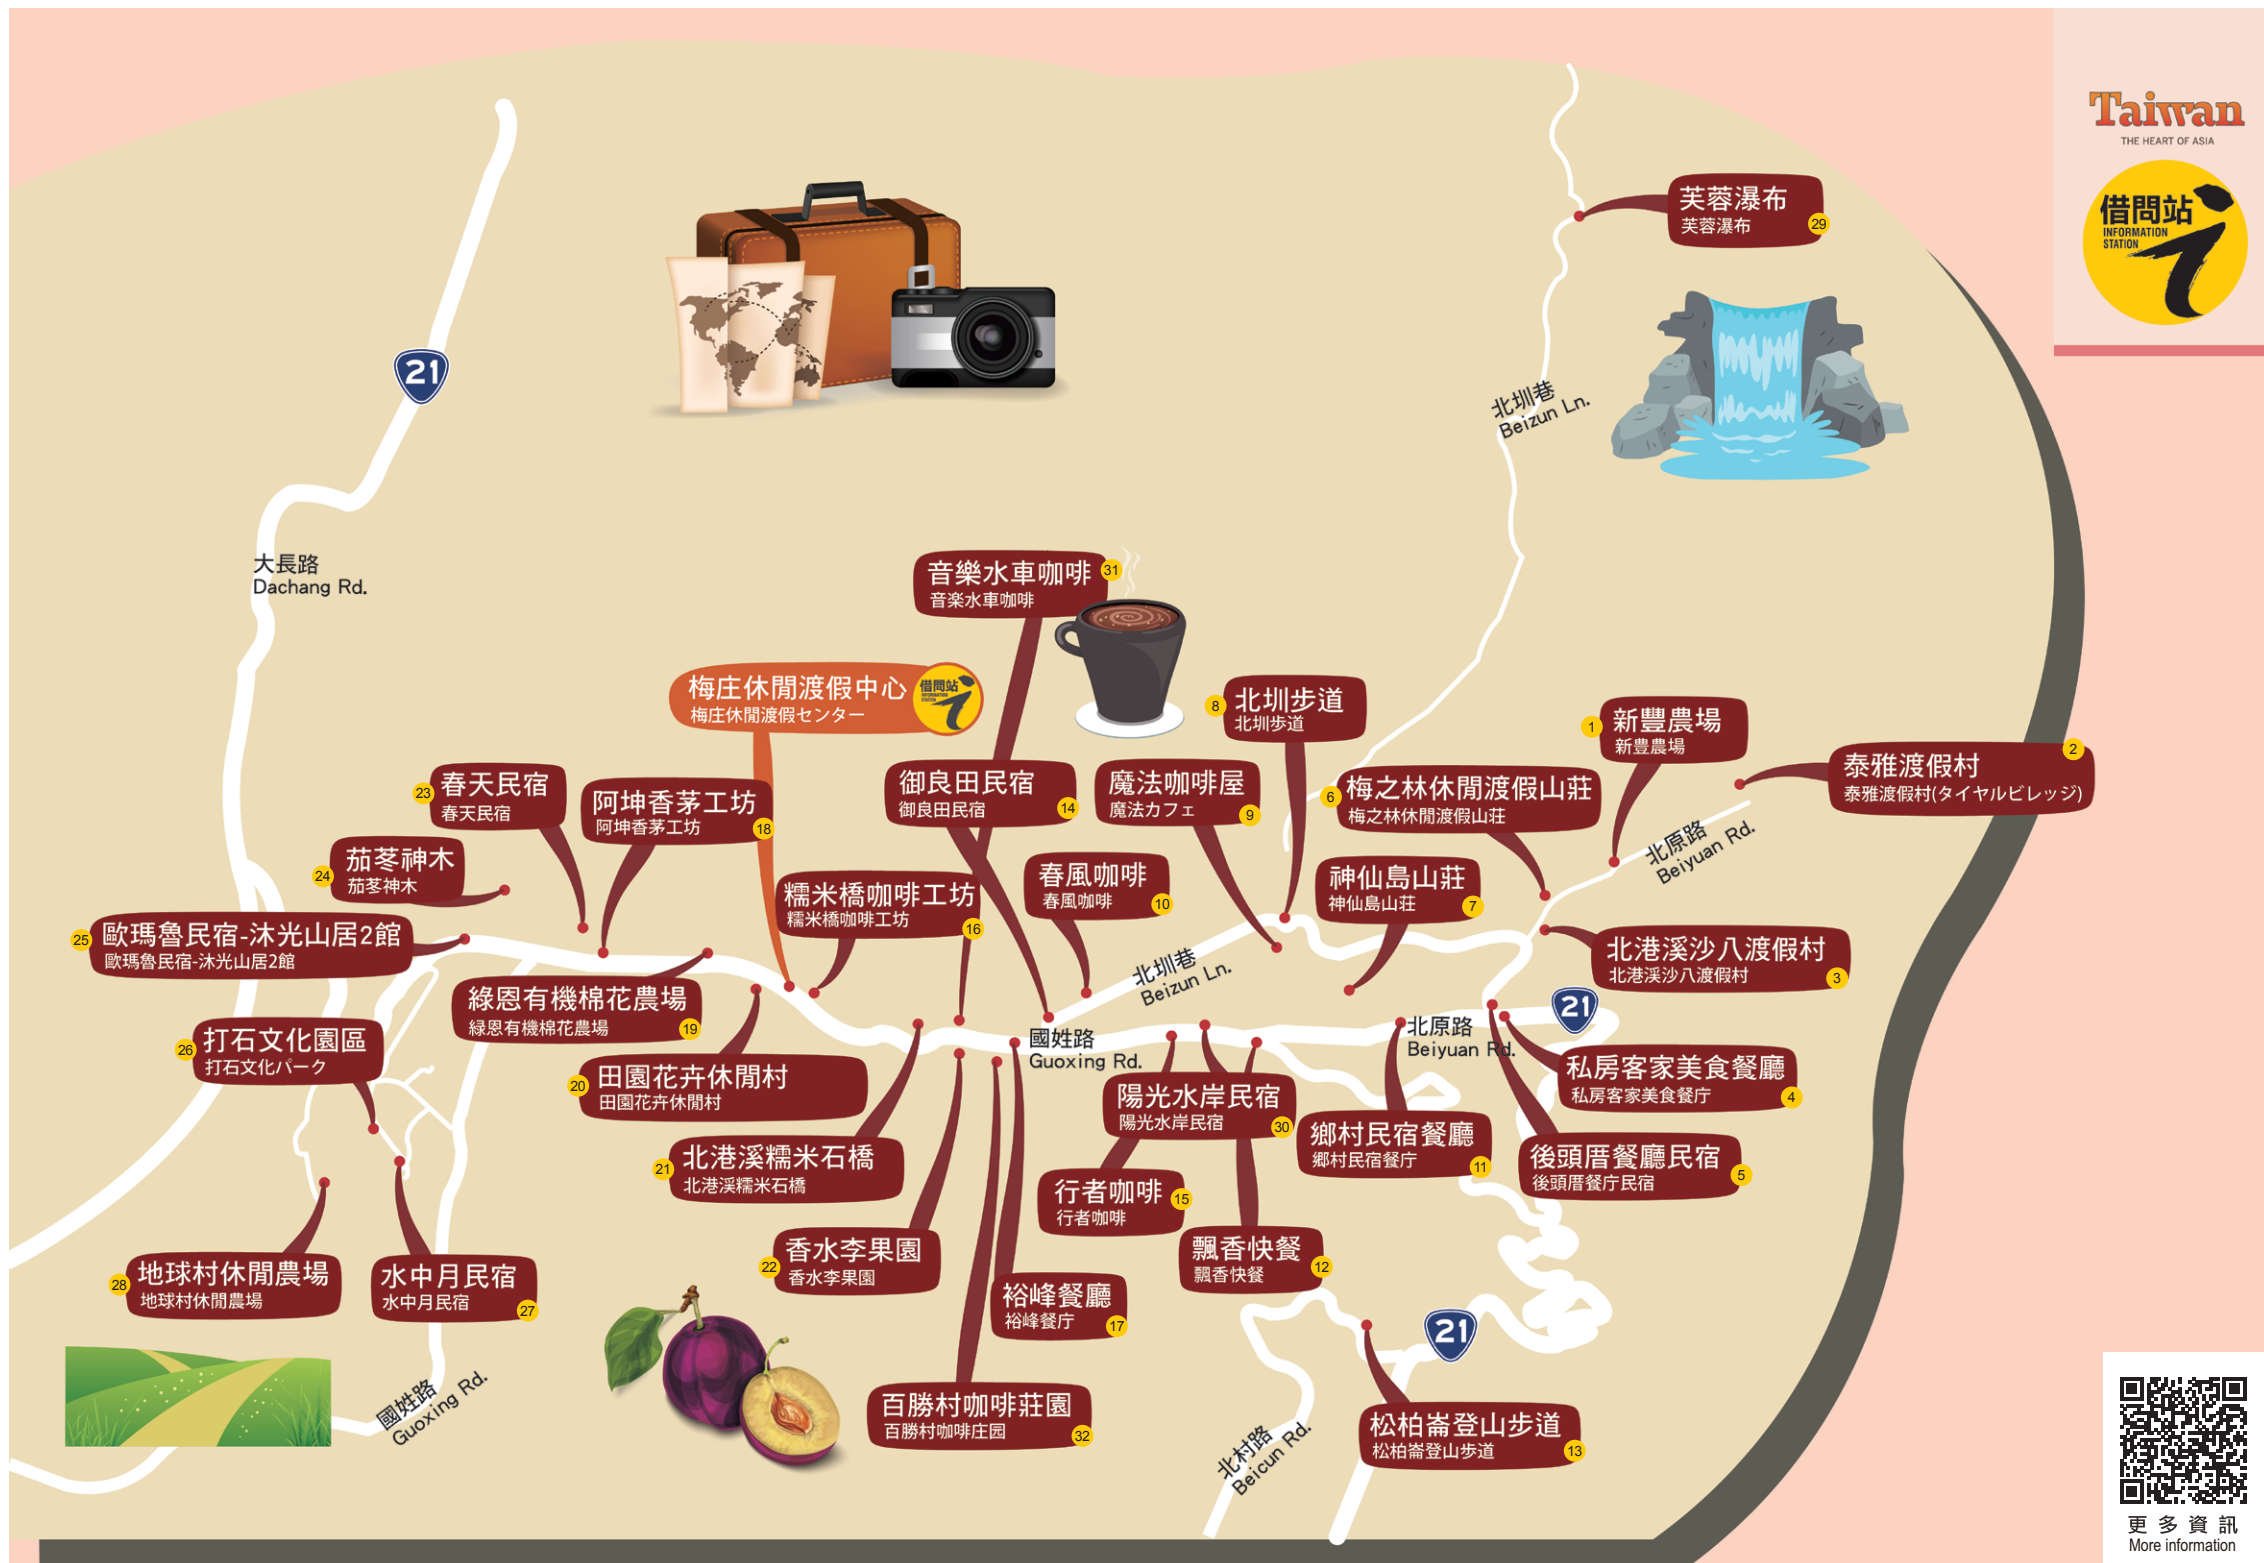 Taiwan
THE HEART OF ASIA
借問站
INFORMATION
STATION
芙蓉瀑布
芙蓉瀑布
29
21
北圳巷
Beizun Ln.
大長路
Dachang Rd.
音樂水車咖啡
音楽水車咖啡
31
梅庄休閒渡假中心
梅庄休閒渡假センター
借問站
INFORMATION
STATION
8
北圳步道
北圳歩道
1
新豐農場
新豊農場
2
泰雅渡假村
泰雅渡假村(タイヤルビレッジ)
23
春天民宿
春天民宿
阿坤香茅工坊
阿坤香茅工坊
18
御良田民宿
御良田民宿
14
魔法咖啡屋
魔法カフェ
9
6
梅之林休閒渡假山莊
梅之林休閒渡假山荘
北原路
Beiyuan Rd.
24
茄苳神木
茄苳神木
糯米橋咖啡工坊
糯米橋咖啡工坊
16
春風咖啡
春風咖啡
10
神仙島山莊
神仙島山荘
7
25
歐瑪魯民宿-沐光山居2館
歐瑪魯民宿-沐光山居2館
北圳巷
Beizun Ln.
北港溪沙八渡假村
北港溪沙八渡假村
3
綠恩有機棉花農場
緑恩有機棉花農場
19
21
26
打石文化園區
打石文化パーク
國姓路
Guoxing Rd.
北原路
Beiyuan Rd.
20
田園花卉休閒村
田園花卉休閒村
陽光水岸民宿
陽光水岸民宿
30
私房客家美食餐廳
私房客家美食餐庁
4
21
北港溪糯米石橋
北港溪糯米石橋
鄉村民宿餐廳
郷村民宿餐庁
11
後頭厝餐廳民宿
後頭厝餐庁民宿
5
行者咖啡
行者咖啡
15
22
香水李果園
香水李果園
飄香快餐
飄香快餐
12
28
地球村休閒農場
地球村休閒農場
水中月民宿
水中月民宿
27
裕峰餐廳
裕峰餐庁
17
21
國姓路
Guoxing Rd.
百勝村咖啡莊園
百勝村咖啡庄园
32
北村路
Beicun Rd.
松柏崙登山步道
松柏崙登山歩道
13
更多資訊
More information